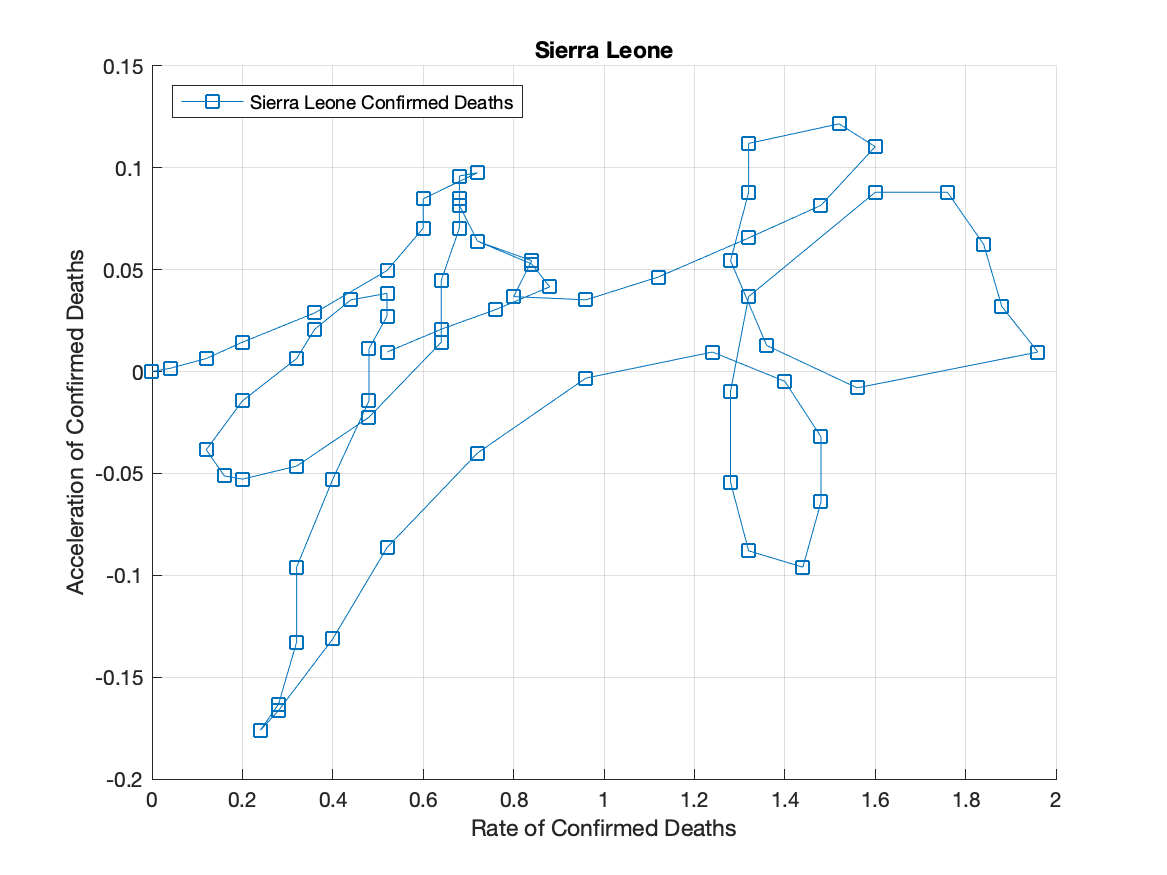 Sierra Leone
Sierra Leone Confirmed Deaths
Acceleration of Confirmed Deaths
0.15
0.1
0.05
0
-0.05
-0.1
-0.15
-0.2
0 0.2 0.4 0.6 0.8 1 1.2 1.4 1.6 1.8 2
Rate of Confirmed Deaths